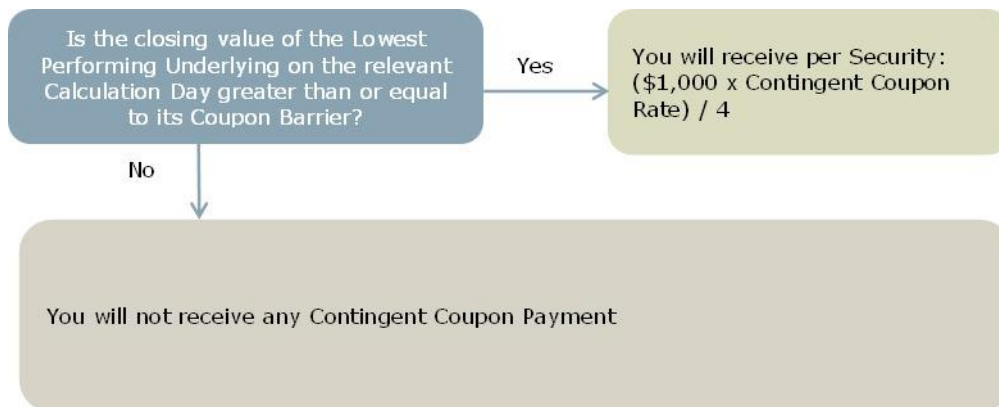 Is the closing value of the Lowest
Performing Underlying on the relevant
Calculation Day greater than or equal
to its Coupon Barrier?
Yes
You will receive per Security:
($1,000 x Contingent Coupon
Rate) / 4
No
You will not receive any Contingent Coupon Payment